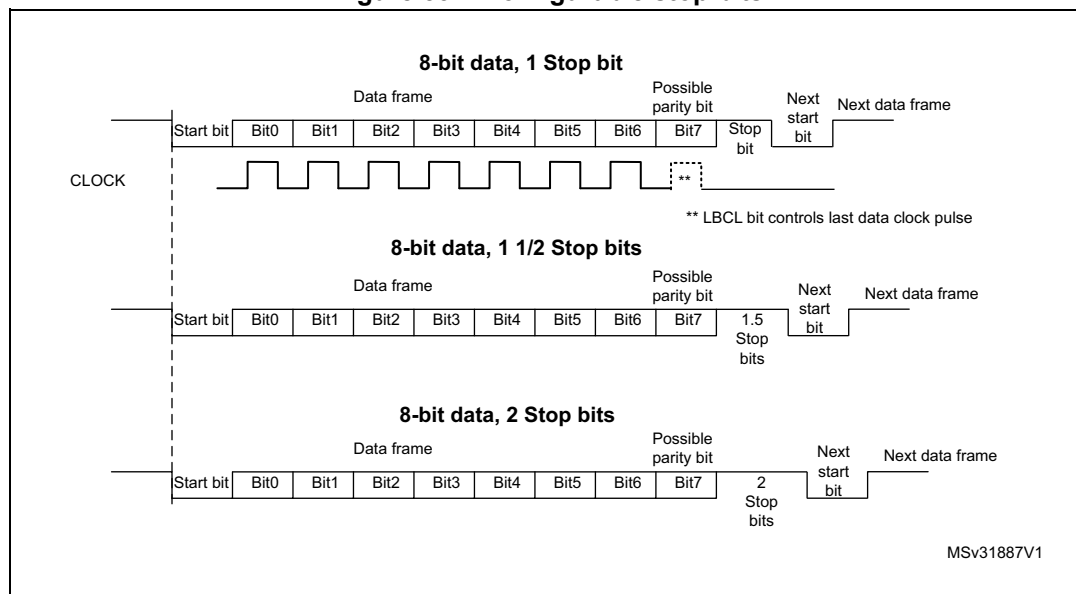 8-bit data, 1 Stop bit
Data frame
Possible
parity bit
Next
start
bit
Next data frame
Start bit Bit0 Bit1 Bit2 Bit3 Bit4 Bit5 Bit6 Bit7 Stop
bit
CLOCK
**
** LBCL bit controls last data clock pulse
8-bit data, 1 1/2 Stop bits
Data frame
Possible
parity bit
Next
start
bit
Next data frame
Start bit Bit0 Bit1 Bit2 Bit3 Bit4 Bit5 Bit6 Bit7 1.5
Stop
bits
8-bit data, 2 Stop bits
Data frame
Possible
parity bit
Next
start
bit
Next data frame
Start bit Bit0 Bit1 Bit2 Bit3 Bit4 Bit5 Bit6 Bit7 2
Stop
bits
MSv31887V1